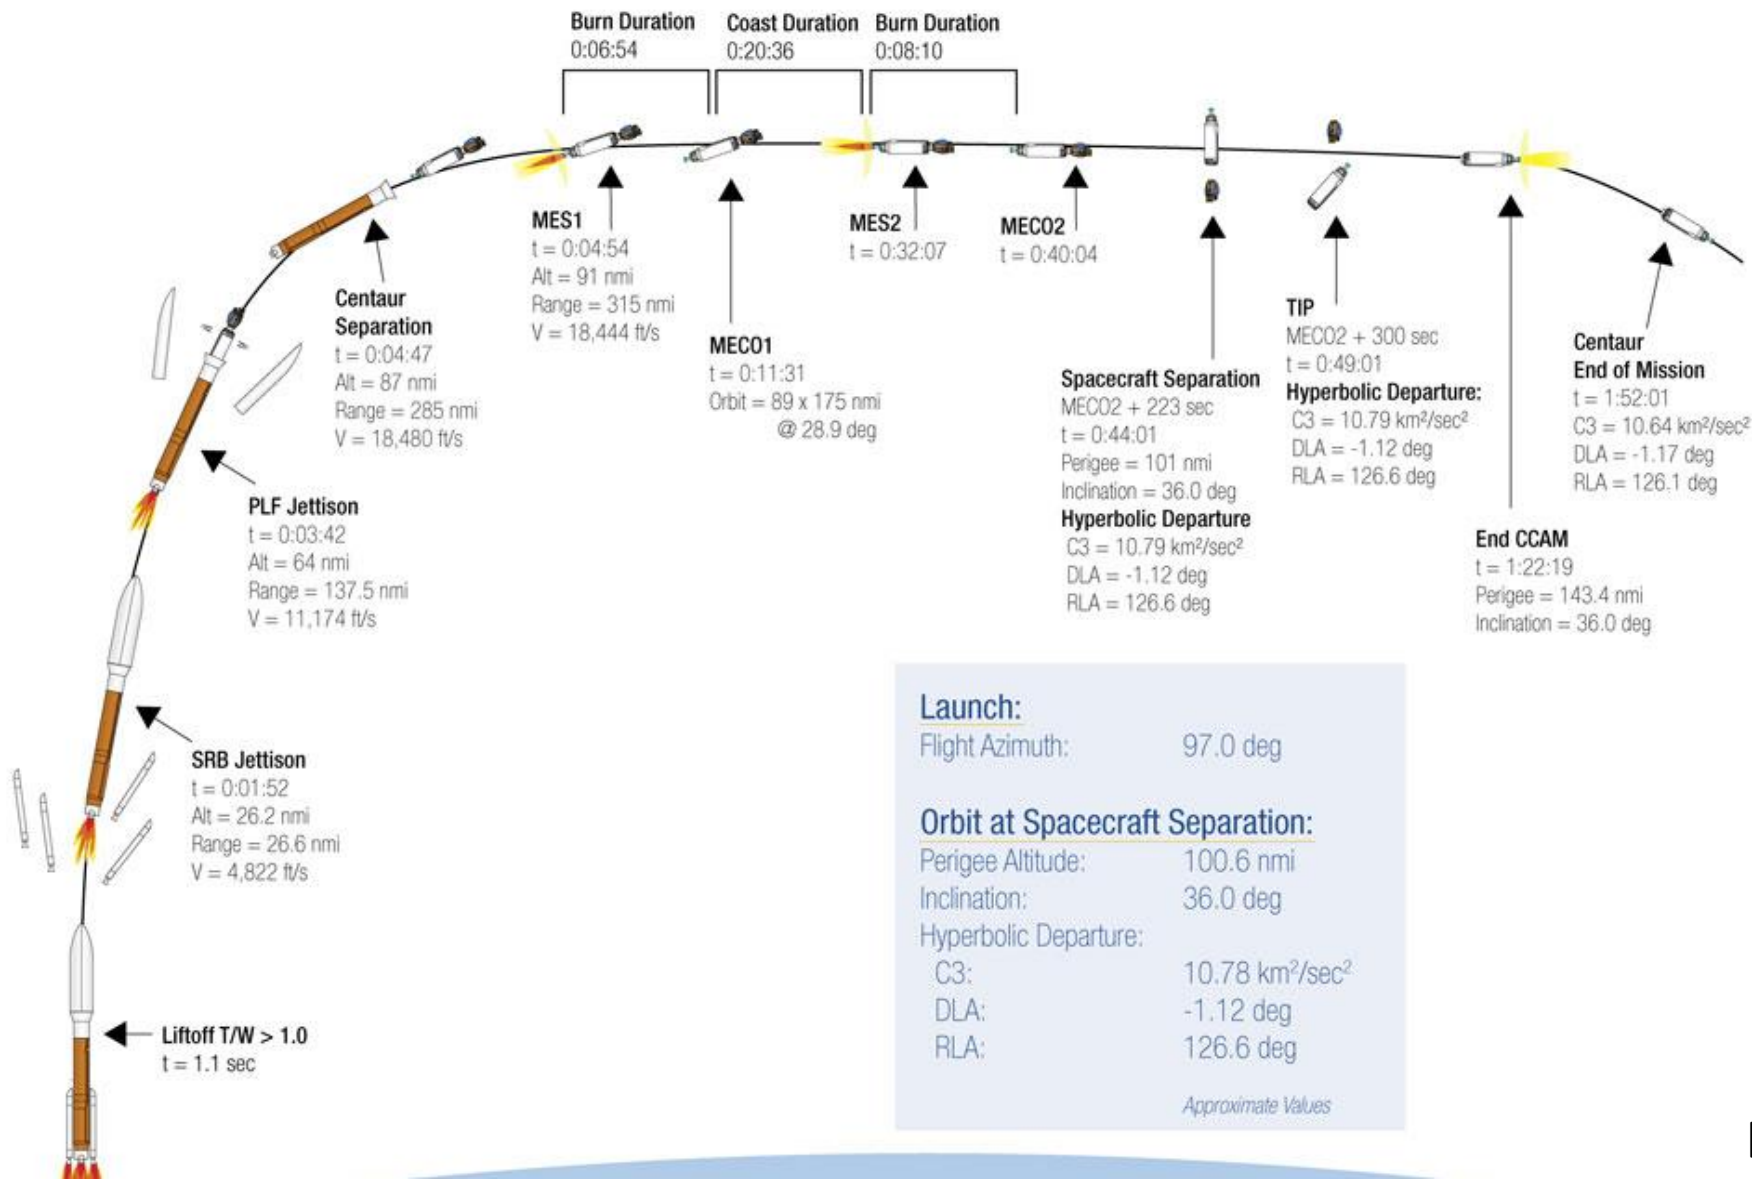 Burn Duration
0:06:54
Coast Duration
0:20:36
Burn Duration
0:08:10
MES1
t = 0:04:54
Alt = 91 nmi
Range = 315 nmi
V = 18,444 ft/s
MECO1
t = 0:11:31
Orbit = 89 x 175 nmi
@ 28.9 deg
MES2
t = 0:32:07
MECO2
t = 0:40:04
Spacecraft Separation
MECO2 + 223 sec
t = 0:44:01
Perigee = 101 nmi
Inclination = 36.0 deg
Hyperbolic Departure
C3 = 10.79 km²/sec²
DLA = -1.12 deg
RLA = 126.6 deg
TIP
MECO2 + 300 sec
t = 0:49:01
Hyperbolic Departure:
C3 = 10.79 km²/sec²
DLA = -1.12 deg
RLA = 126.6 deg
End CCAM
t = 1:22:19
Perigee = 143.4 nmi
Inclination = 36.0 deg
Centaur
End of Mission
t = 1:52:01
C3 = 10.64 km²/sec²
DLA = -1.17 deg
RLA = 126.1 deg
Centaur
Separation
t = 0:04:47
Alt = 87 nmi
Range = 285 nmi
V = 18,480 ft/s
PLF Jettison
t = 0:03:42
Alt = 64 nmi
Range = 137.5 nmi
V = 11,174 ft/s
SRB Jettison
t = 0:01:52
Alt = 26.2 nmi
Range = 26.6 nmi
V = 4,822 ft/s
Liftoff T/W > 1.0
t = 1.1 sec
Launch:
Flight Azimuth: 97.0 deg
Orbit at Spacecraft Separation:
Perigee Altitude: 100.6 nmi
Inclination: 36.0 deg
Hyperbolic Departure:
C3: 10.78 km²/sec²
DLA: -1.12 deg
RLA: 126.6 deg
Approximate Values